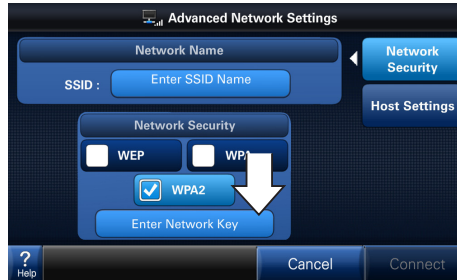 Advanced Network Settings
Network Name
SSID :
Enter SSID Name
Network
Security
Host Settings
Network Security
WEP
WPA2
Enter Network Key
?
Help
Cancel
Connect